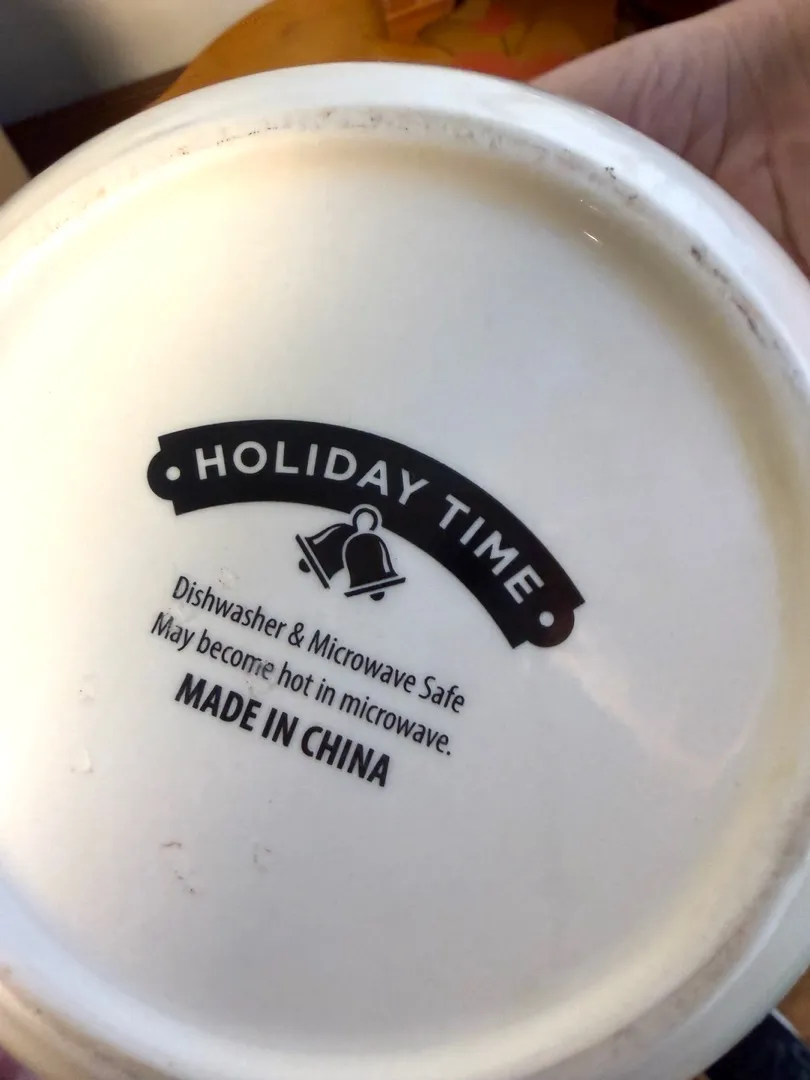 HOLIDAY TIME
Dishwasher & Microwave Safe
May become hot in microwave.
MADE IN CHINA